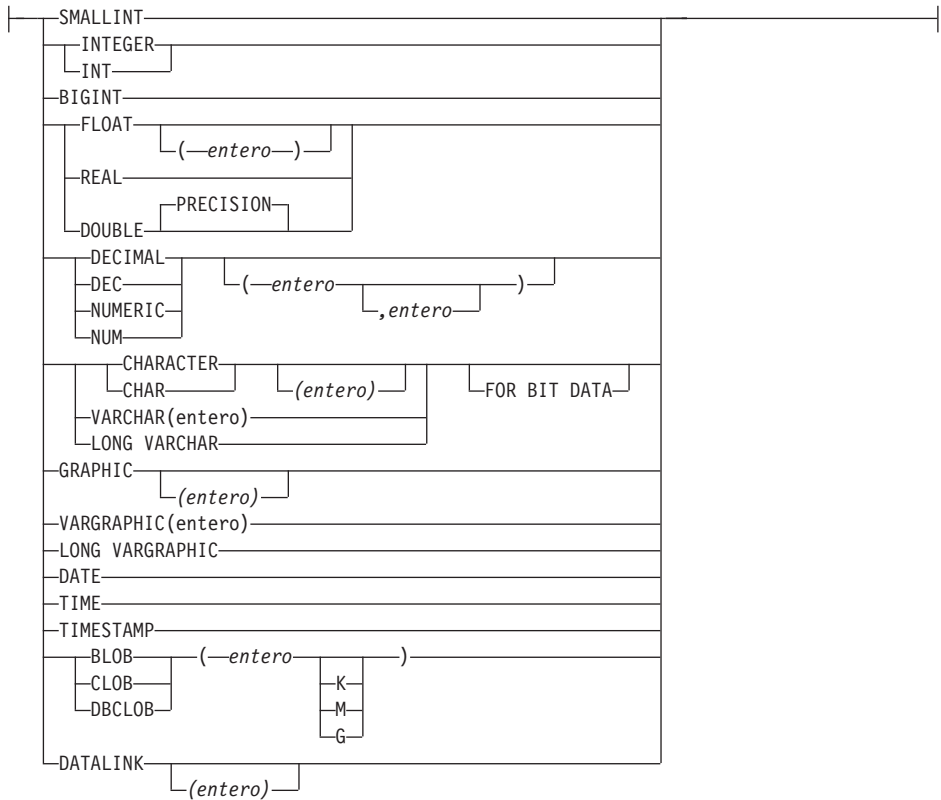 SMALLINT
INTEGER
INT
BIGINT
FLOAT
( entero )
REAL
PRECISION
DOUBLE
DECIMAL
DEC ( entero )
NUMERIC ,entero
NUM
CHARACTER
CHAR (entero) FOR BIT DATA
VARCHAR(entero)
LONG VARCHAR
GRAPHIC
(entero)
VARGRAPHIC(entero)
LONG VARGRAPHIC
DATE
TIME
TIMESTAMP
BLOB ( entero )
CLOB K
DBCLOB M
G
DATALINK
(entero)